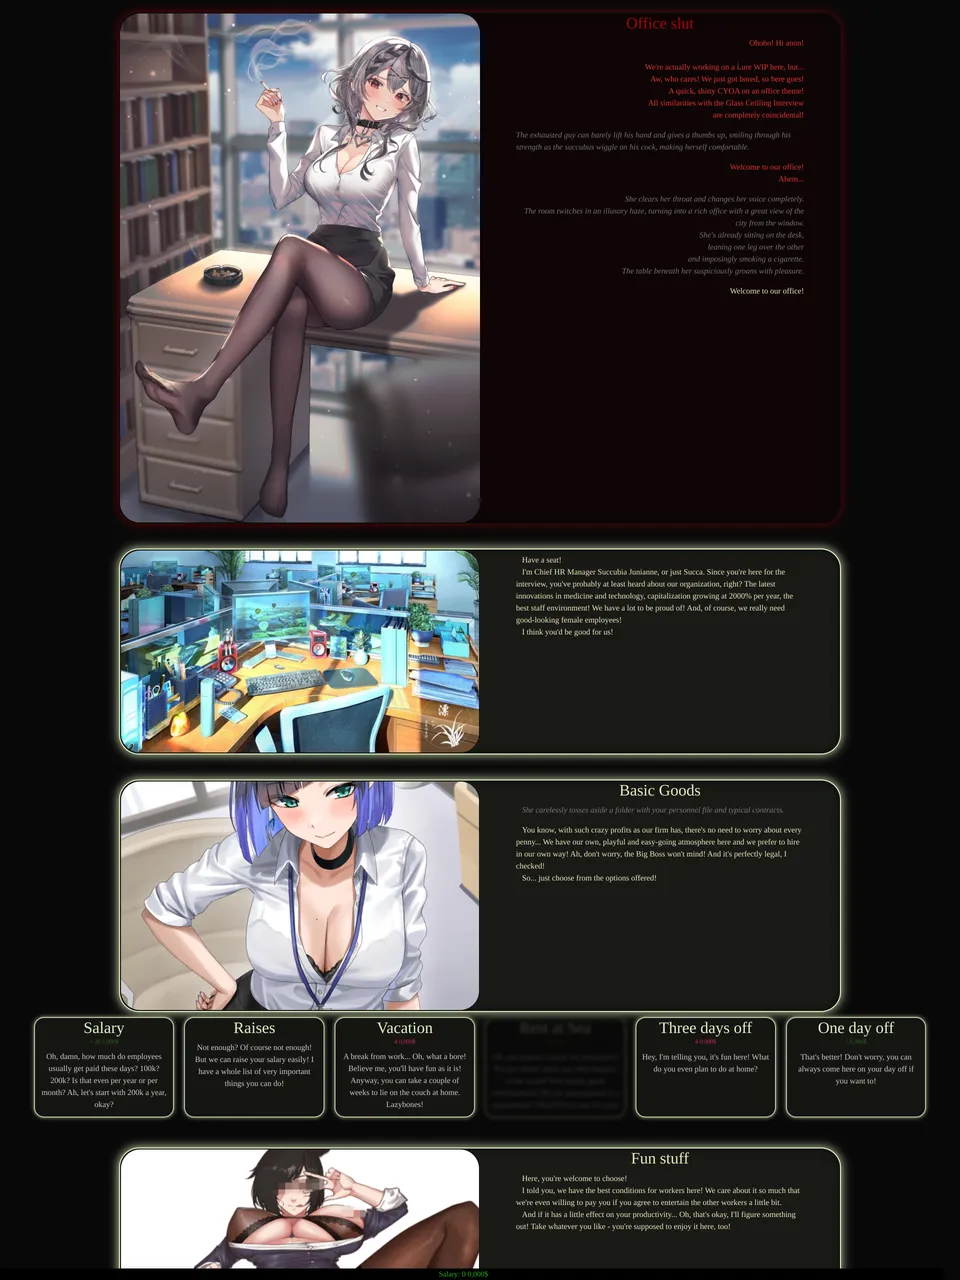 Office slut
Ohoho! Hi anon!
We're actually working on a Lure WIP here, but...
Aw, who cares! We just got bored, so here goes!
A quick, shitty CYOA on an office theme!
All similarities with the Glass Ceilling Interview
are completely coincidental!
The exhausted guy can barely lift his hand and gives a thumbs up, smiling through his
strength as the succubus wiggle on his cock, making herself comfortable.
Welcome to our office!
Ahem...
She clears her throat and changes her voice completely.
The room twitches in an illusory haze, turning into a rich office with a great view of the
city from the window.
She's already sitting on the desk,
leaning one leg over the other
and imposingly smoking a cigarette.
The table beneath her suspiciously groans with pleasure.
Welcome to our office!
Have a seat!
I'm Chief HR Manager Succubia Junianne, or just Succa. Since you're here for the
interview, you've probably at least heard about our organization, right? The latest
innovations in medicine and technology, capitalization growing at 2000% per year, the
best staff environment! We have a lot to be proud of! And, of course, we really need
good-looking female employees!
I think you'd be good for us!
Basic Goods
She carelessly tosses aside a folder with your personnel file and typical contracts.
You know, with such crazy profits as our firm has, there's no need to worry about every
penny... We have our own, playful and easy-going atmosphere here and we prefer to hire
in our own way! Ah, don't worry, the Big Boss won't mind! And it's perfectly legal, I
checked!
So... just choose from the options offered!
Salary
Oh, damn, how much do employees
usually get paid these days? 100k?
200k? Is that even per year or per
month? Ah, let's start with 200k a year,
okay?
Raises
Not enough? Of course not enough!
But we can raise your salary easily! I
have a whole list of very important
things you can do!
Vacation
A break from work... Oh, what a bore!
Believe me, you'll have fun as it is!
Anyway, you can take a couple of
weeks to lie on the couch at home.
Lazybones!
Rest at Sea
Three days off
Hey, I'm telling you, it's fun here! What
do you even plan to do at home?
One day off
That's better! Don't worry, you can
always come here on your day off if
you want to!
Fun stuff
Here, you're welcome to choose!
I told you, we have the best conditions for workers here! We care about it so much that
we're even willing to pay you if you agree to entertain the other workers a little bit.
And if it has a little effect on your productivity... Oh, that's okay, I'll figure something
out! Take whatever you like - you're supposed to enjoy it here, too!
Salary: 0 0,000$